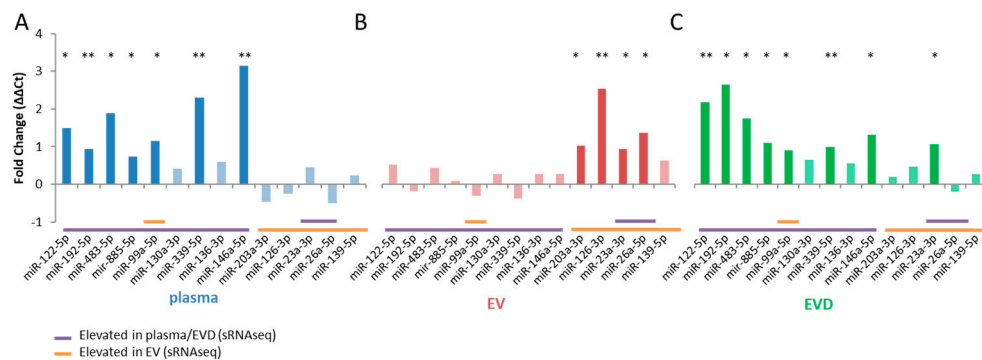 A
B
C
Fold Change (ΔΔCt)
4
3
2
1
0
-1
* ** * * * ** **
* ** * *
** * * * * ** * *
miR-122-5p
miR-192-5p
miR-483-5p
mir-885-5p
miR-99a-5p
miR-130a-3p
miR-339-5p
miR-136-3p
miR-146a-5p
miR-203a-3p
miR-126-3p
miR-23a-3p
miR-26a-5p
miR-139-5p
plasma
miR-122-5p
miR-192-5p
miR-483-5p
mir-885-5p
miR-99a-5p
miR-130a-3p
miR-339-5p
miR-136-3p
miR-146a-5p
miR-203a-3p
miR-126-3p
miR-23a-3p
miR-26a-5p
miR-139-5p
EV
miR-122-5p
miR-192-5p
miR-483-5p
mir-885-5p
miR-99a-5p
miR-130a-3p
miR-339-5p
miR-136-3p
miR-146a-5p
miR-203a-3p
miR-126-3p
miR-23a-3p
miR-26a-5p
miR-139-5p
EVD
Elevated in plasma/EVD (sRNAseq)
Elevated in EV (sRNAseq)